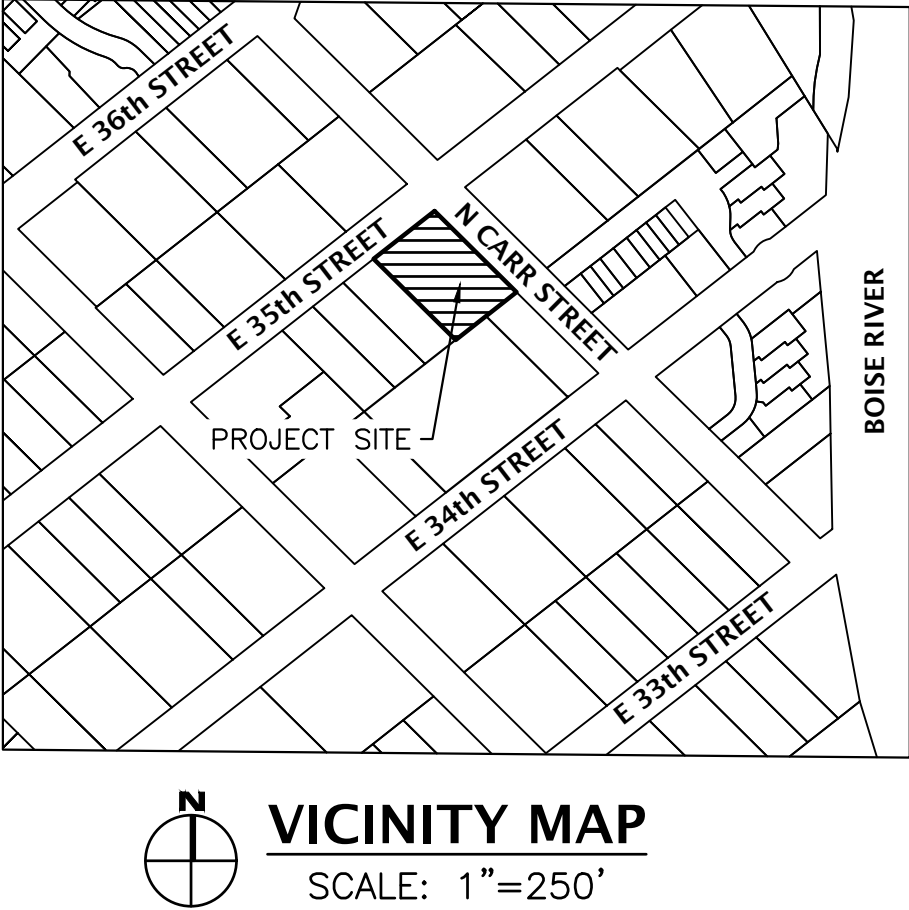 E 36th STREET
N CARR STREET
E 35th STREET
BOISE RIVER
PROJECT SITE
E 34th STREET
E 33th STREET
N
VICINITY MAP
SCALE: 1"=250'